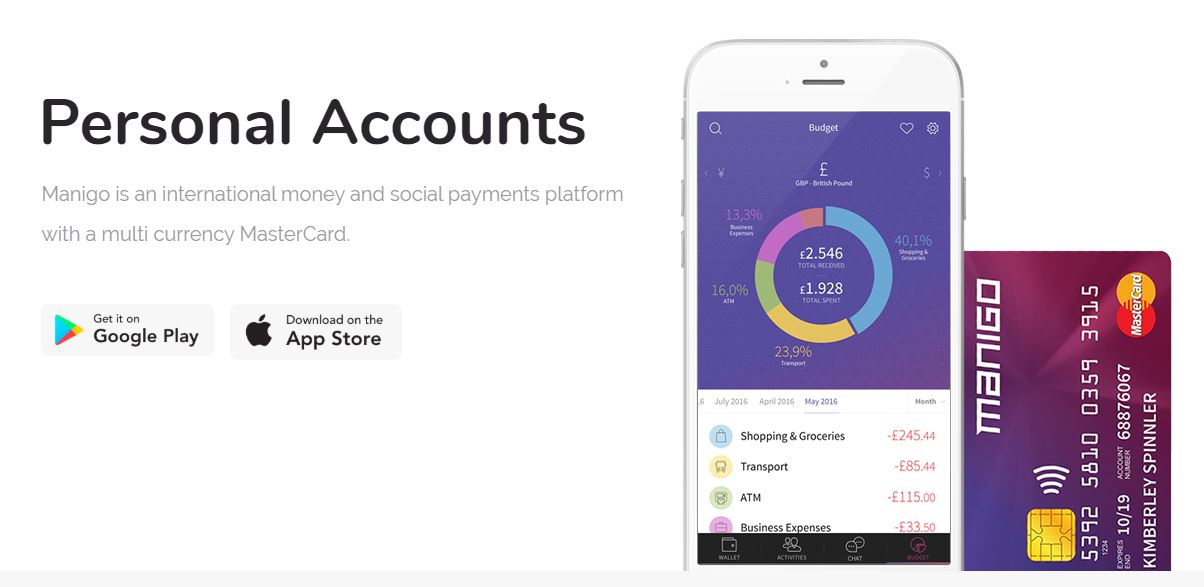 Personal Accounts
Manigo is an international money and social payments platform
with a multi currency MasterCard.
Get it on
Google Play
Download on the
App Store
Budget
¥
£
$
GBP - British Pound
13,3%
Business
Expenses
40,1%
Shopping &
Groceries
£2.546
TOTAL RECEIVED
£1.928
TOTAL SPENT
16,0%
ATM
23,9%
Transport
6 July 2016 April 2016 May 2016 Month
Shopping & Groceries -£245.44
Transport -£85.44
ATM -£115.00
Business Expenses -£33.50
WALLET ACTIVITIES CHAT BUDGET
MANIGO
MasterCard
5392 5810 0359 3915
1234
EXPIRES
END
10/19
ACCOUNT
NUMBER
68876067
KIMBERLEY SPINNLER